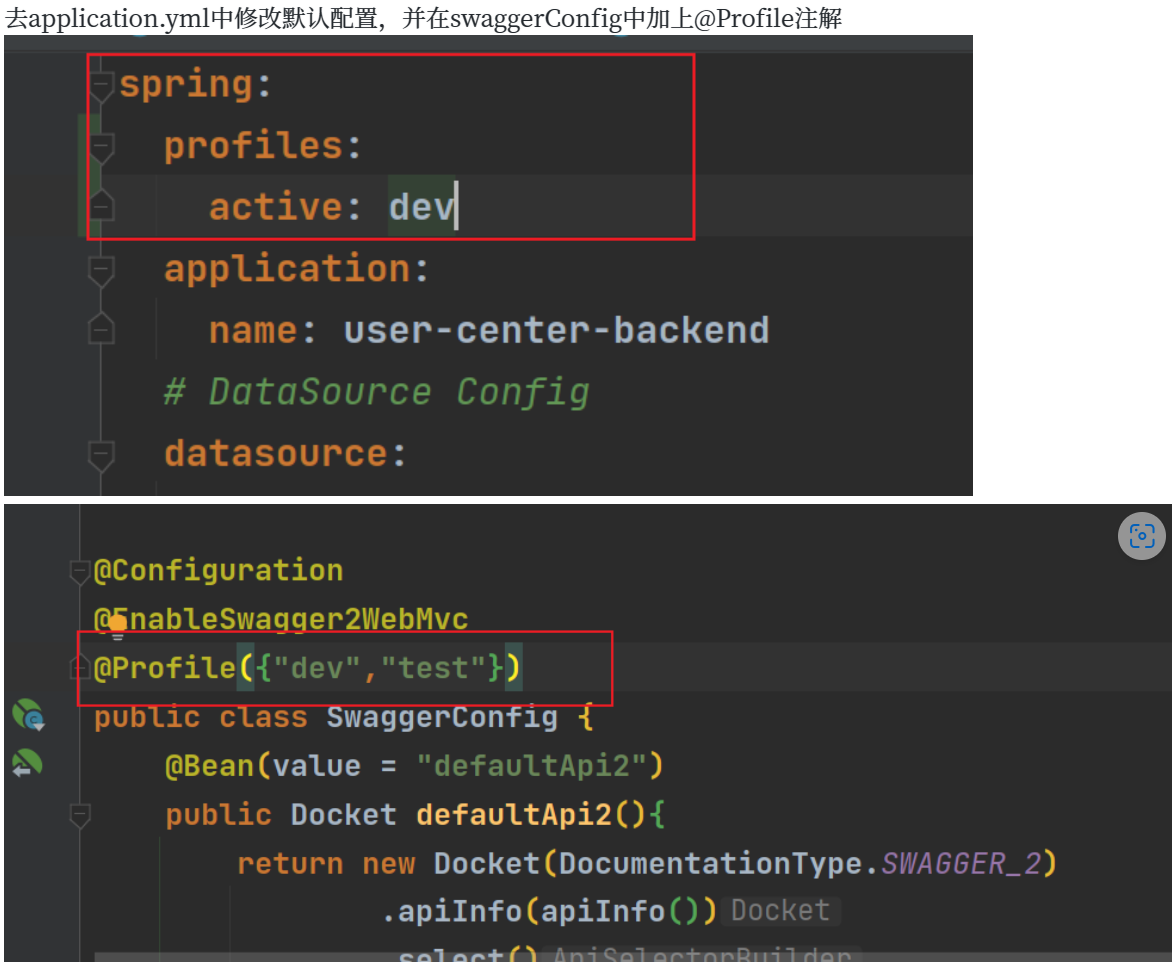 去application.yml中修改默认配置，并在swaggerConfig中加上@Profile注解
spring:
profiles:
active: dev
application:
name: user-center-backend
# DataSource Config
datasource:
@Configuration
@EnableSwagger2WebMvc
@Profile({"dev","test"})
public class SwaggerConfig {
@Bean(value = "defaultApi2")
public Docket defaultApi2(){
return new Docket(DocumentationType.SWAGGER_2)
.apiInfo(apiInfo()) Docket
.select() ApiSelectorBuilder